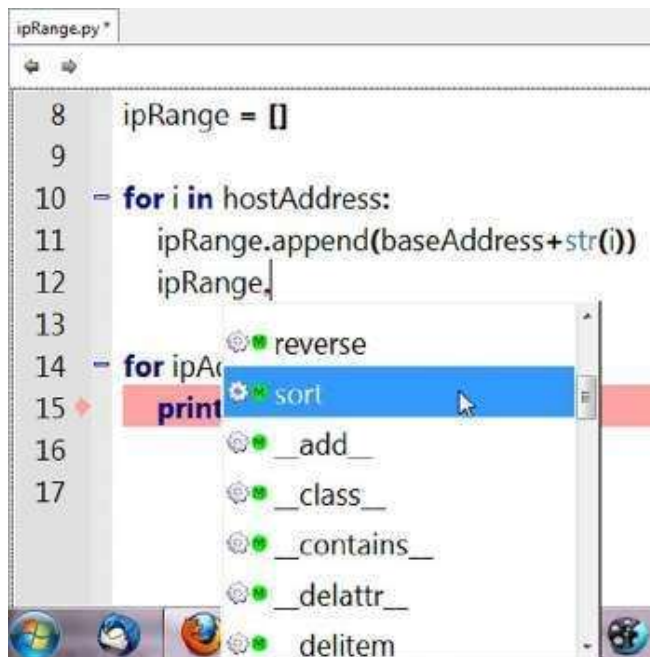 ipRange.py *
8 ipRange = []
9
10 for i in hostAddress:
11 ipRange.append(baseAddress+str(i))
12 ipRange.
13
14 for ipAd
15 print
16
17
reverse
sort
__add__
__class__
__contains__
__delattr__
__delitem